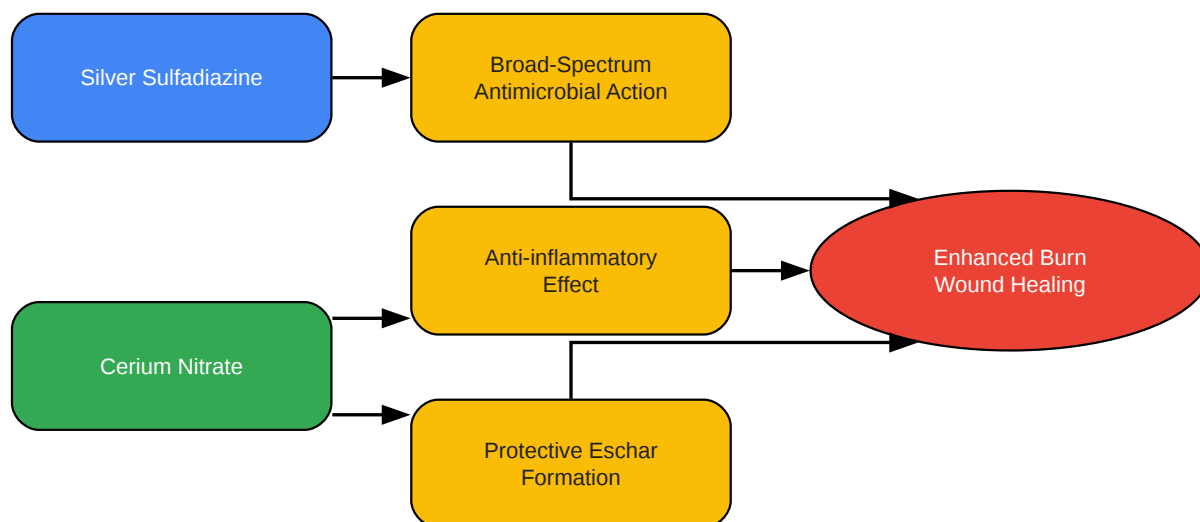 Silver Sulfadiazine
Broad-Spectrum
Antimicrobial Action
Anti-inflammatory
Effect
Enhanced Burn
Wound Healing
Cerium Nitrate
Protective Eschar
Formation